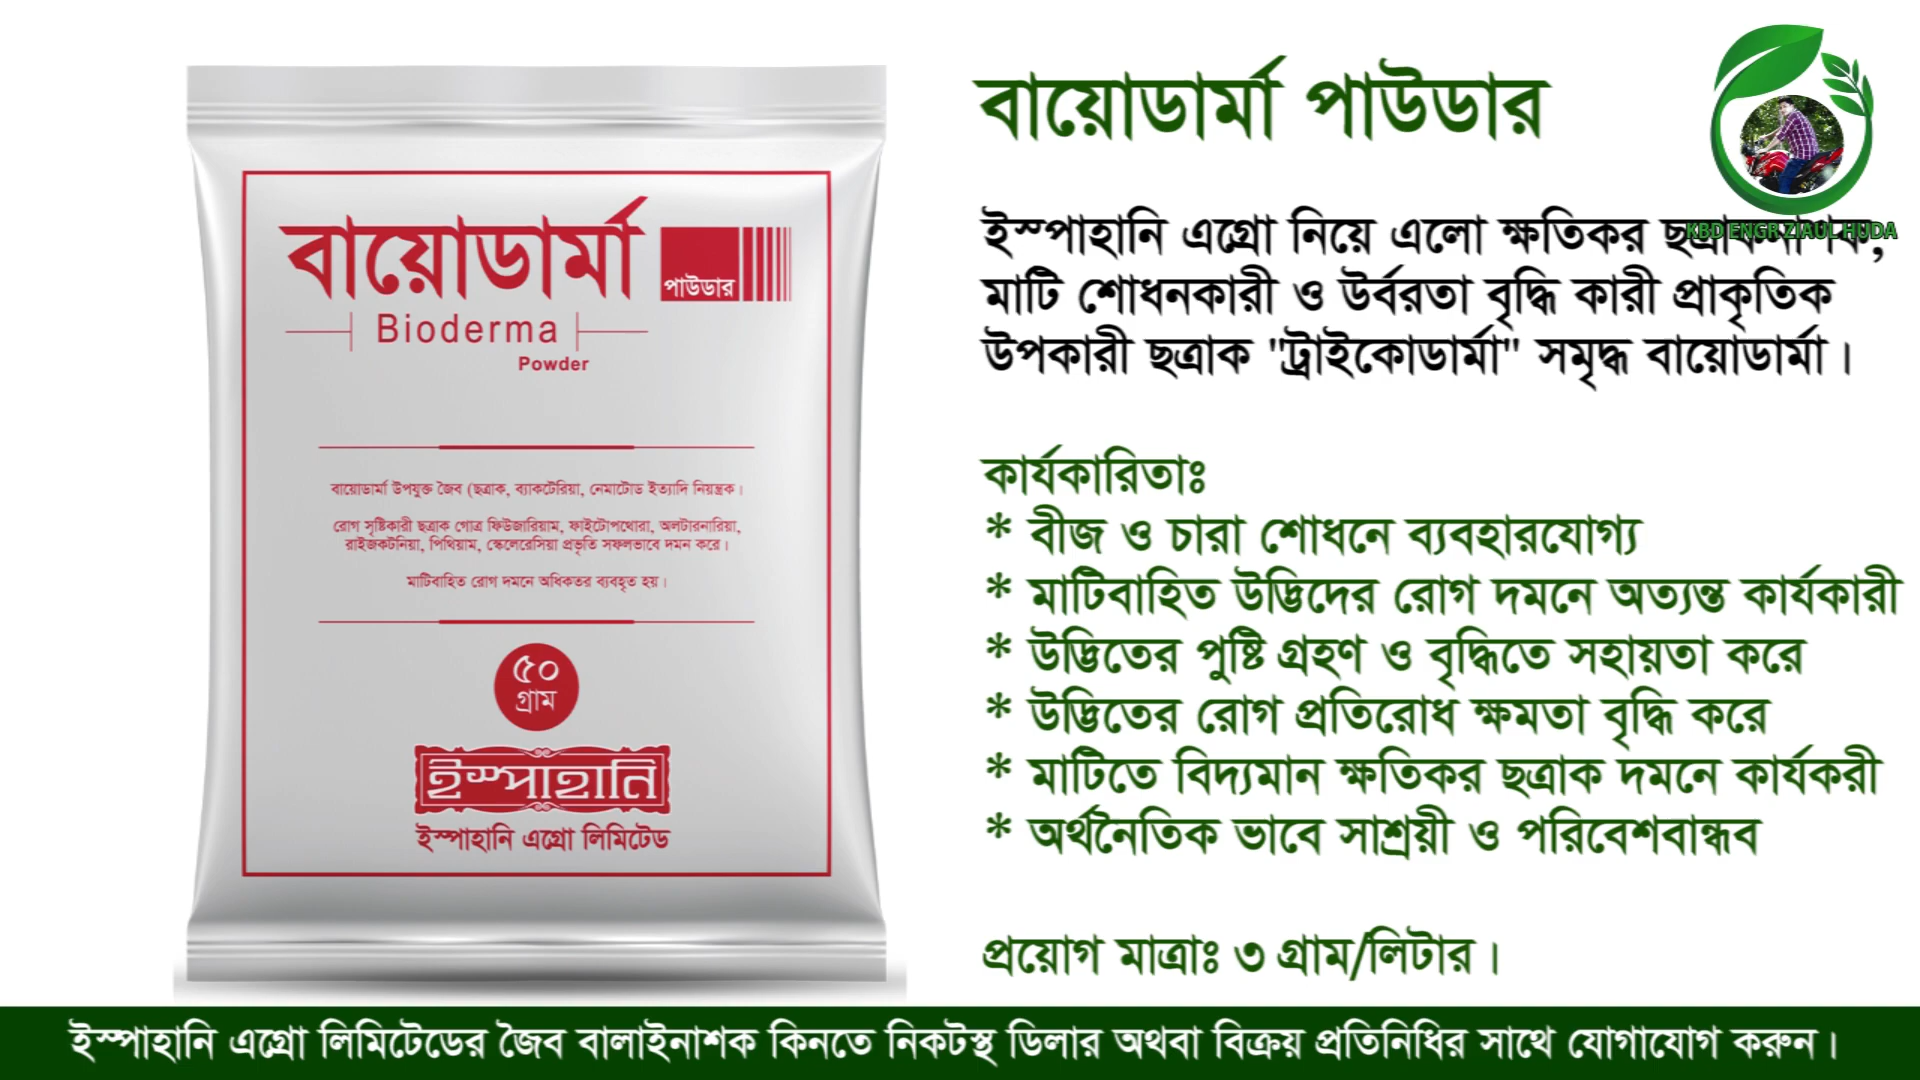 বায়োডার্মা
পাউডার
Bioderma
Powder
বায়োডার্মা উপযুক্ত জৈব (ছত্রাক, ব্যাকটেরিয়া, নেমাটোড ইত্যাদি নিয়ন্ত্রক।
রোগ সৃষ্টিকারী ছত্রাক গোত্র ফিউজারিয়াম, ফাইটোপথোরা, অলটারনারিয়া,
রাইজকটনিয়া, পিথিয়াম, স্কেলেরেসিয়া প্রভৃতি সফলভাবে দমন করে।
মাটিবাহিত রোগ দমনে অধিকতর ব্যবহৃত হয়।
৫০
গ্রাম
ইস্পাহানি
ইস্পাহানি এগ্রো লিমিটেড
বায়োডার্মা পাউডার
KBD ENGR ZIAUL HUDA
ইস্পাহানি এগ্রো নিয়ে এলো ক্ষতিকর ছত্রাকনাশক,
মাটি শোধনকারী ও উর্বরতা বৃদ্ধি কারী প্রাকৃতিক
উপকারী ছত্রাক "ট্রাইকোডার্মা" সমৃদ্ধ বায়োডার্মা।
কার্যকারিতাঃ
* বীজ ও চারা শোধনে ব্যবহারযোগ্য
* মাটিবাহিত উদ্ভিদের রোগ দমনে অত্যন্ত কার্যকারী
* উদ্ভিতের পুষ্টি গ্রহণ ও বৃদ্ধিতে সহায়তা করে
* উদ্ভিতের রোগ প্রতিরোধ ক্ষমতা বৃদ্ধি করে
* মাটিতে বিদ্যমান ক্ষতিকর ছত্রাক দমনে কার্যকরী
* অর্থনৈতিক ভাবে সাশ্রয়ী ও পরিবেশবান্ধব
প্রয়োগ মাত্রাঃ ৩ গ্রাম/লিটার।
ইস্পাহানি এগ্রো লিমিটেডের জৈব বালাইনাশক কিনতে নিকটস্থ ডিলার অথবা বিক্রয় প্রতিনিধির সাথে যোগাযোগ করুন।